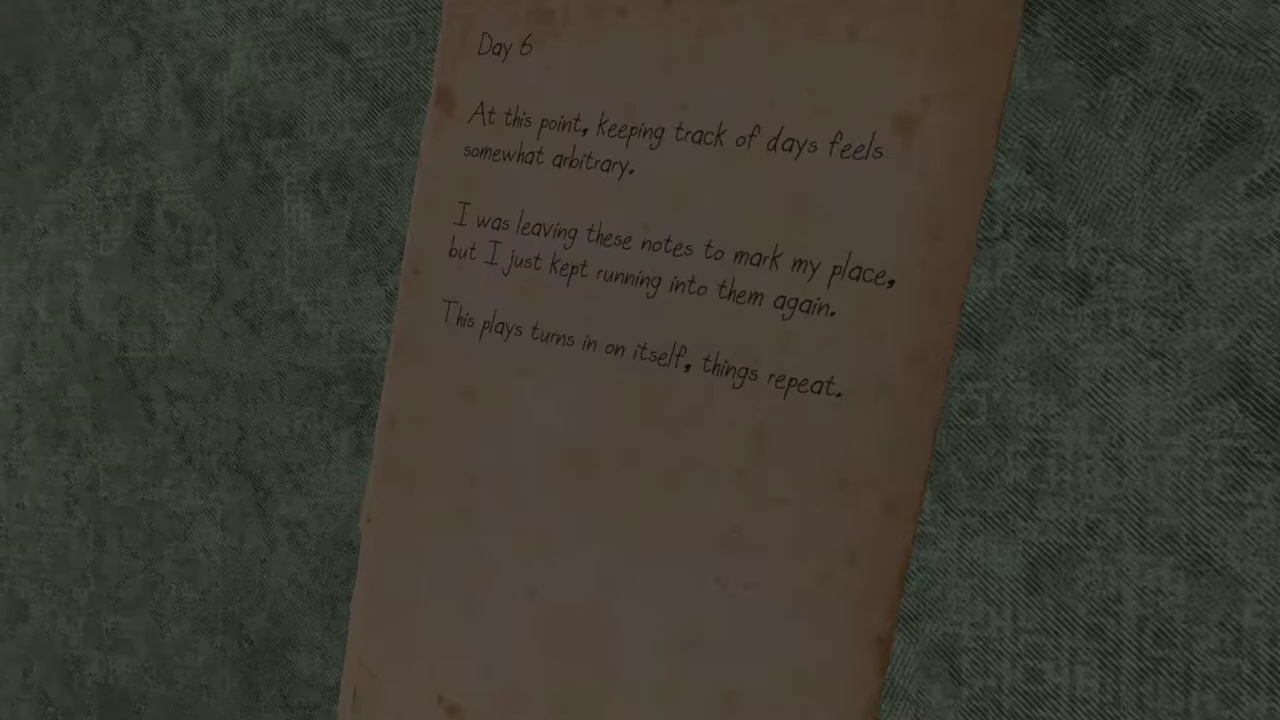 Day 6
At this point, keeping track of days feels
somewhat arbitrary.
I was leaving these notes to mark my place,
but I just kept running into them again.
This plays turns in on itself, things repeat.